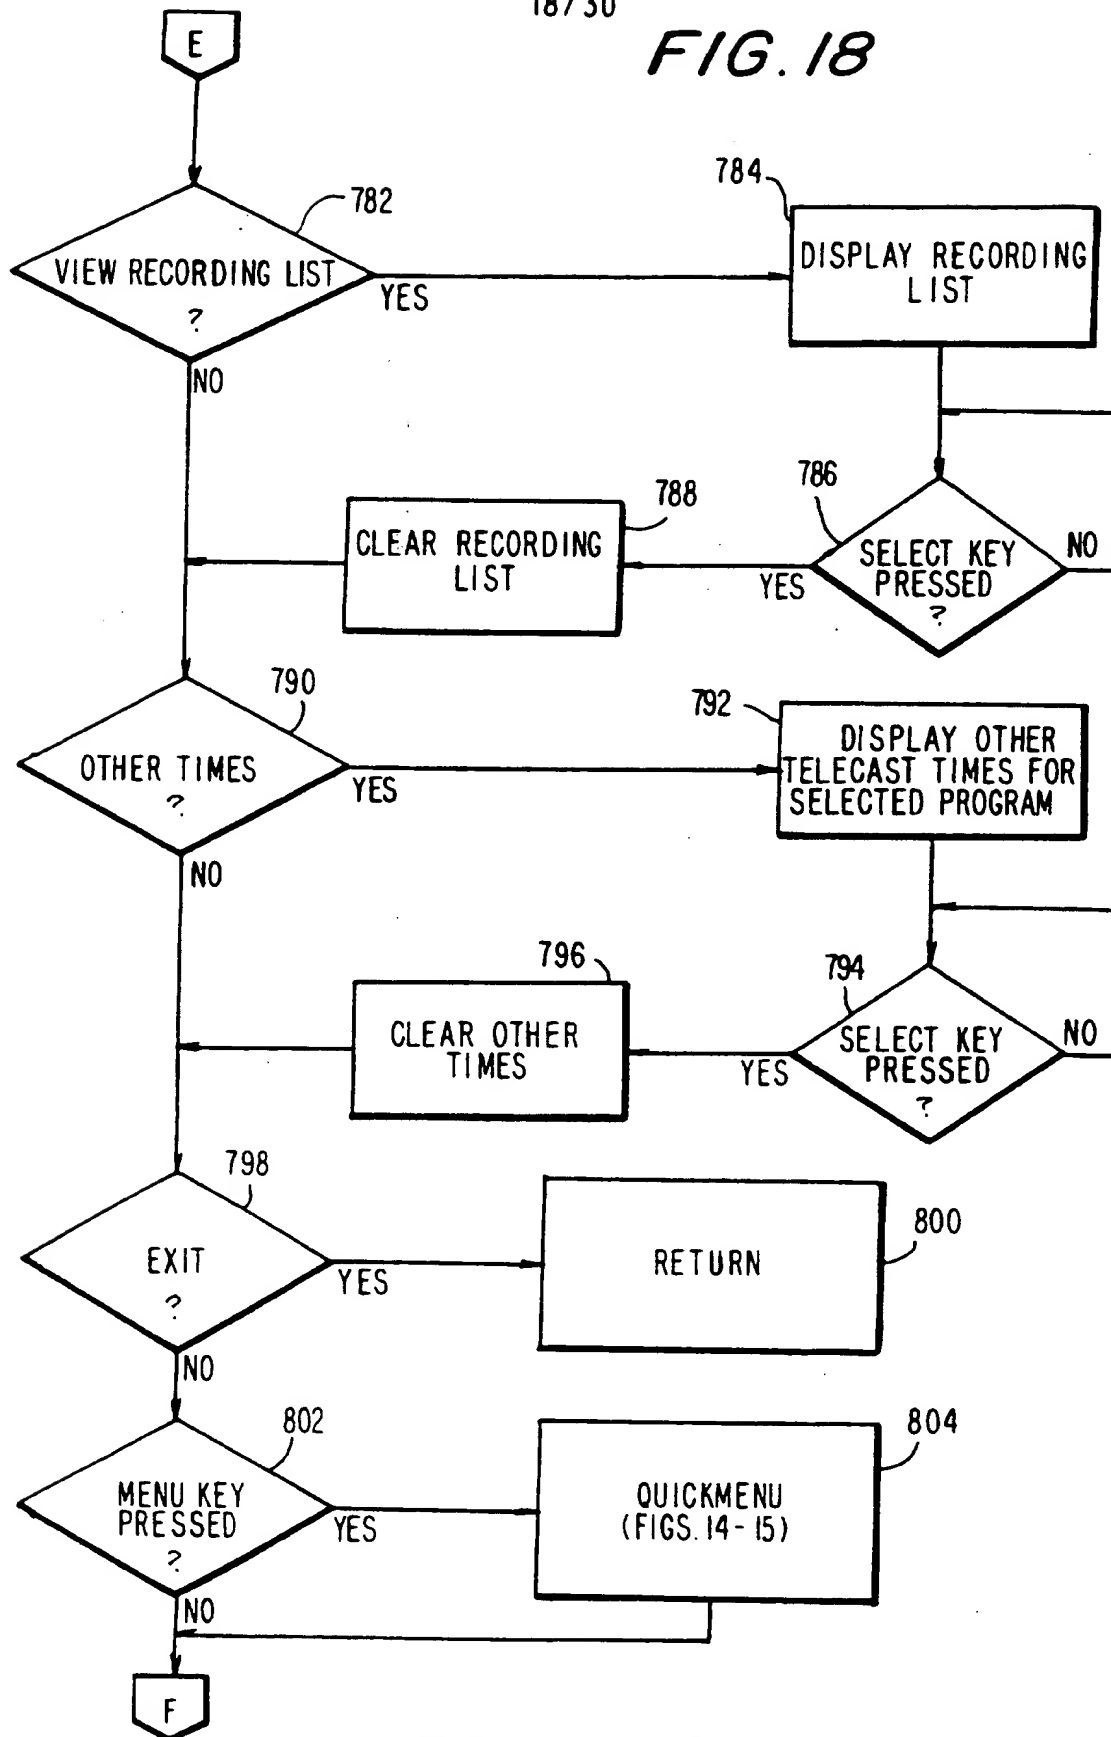 18/30
FIG. 18
E
782
VIEW RECORDING LIST
?
YES
NO
784
DISPLAY RECORDING
LIST
786
SELECT KEY
PRESSED
?
NO
YES
788
CLEAR RECORDING
LIST
790
OTHER TIMES
?
YES
NO
792
DISPLAY OTHER
TELECAST TIMES FOR
SELECTED PROGRAM
794
SELECT KEY
PRESSED
?
NO
YES
796
CLEAR OTHER
TIMES
798
EXIT
?
YES
NO
800
RETURN
802
MENU KEY
PRESSED
?
YES
NO
804
QUICKMENU
(FIGS. 14-15)
F